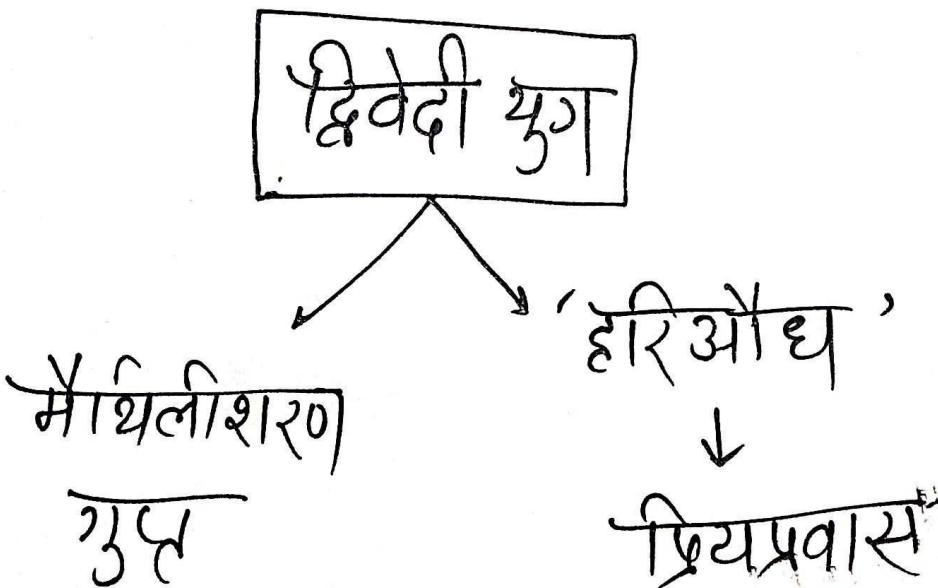 द्विवेदी युग
'हरिऔध'
मैथिलीशरण
गुप्त
प्रियप्रवास